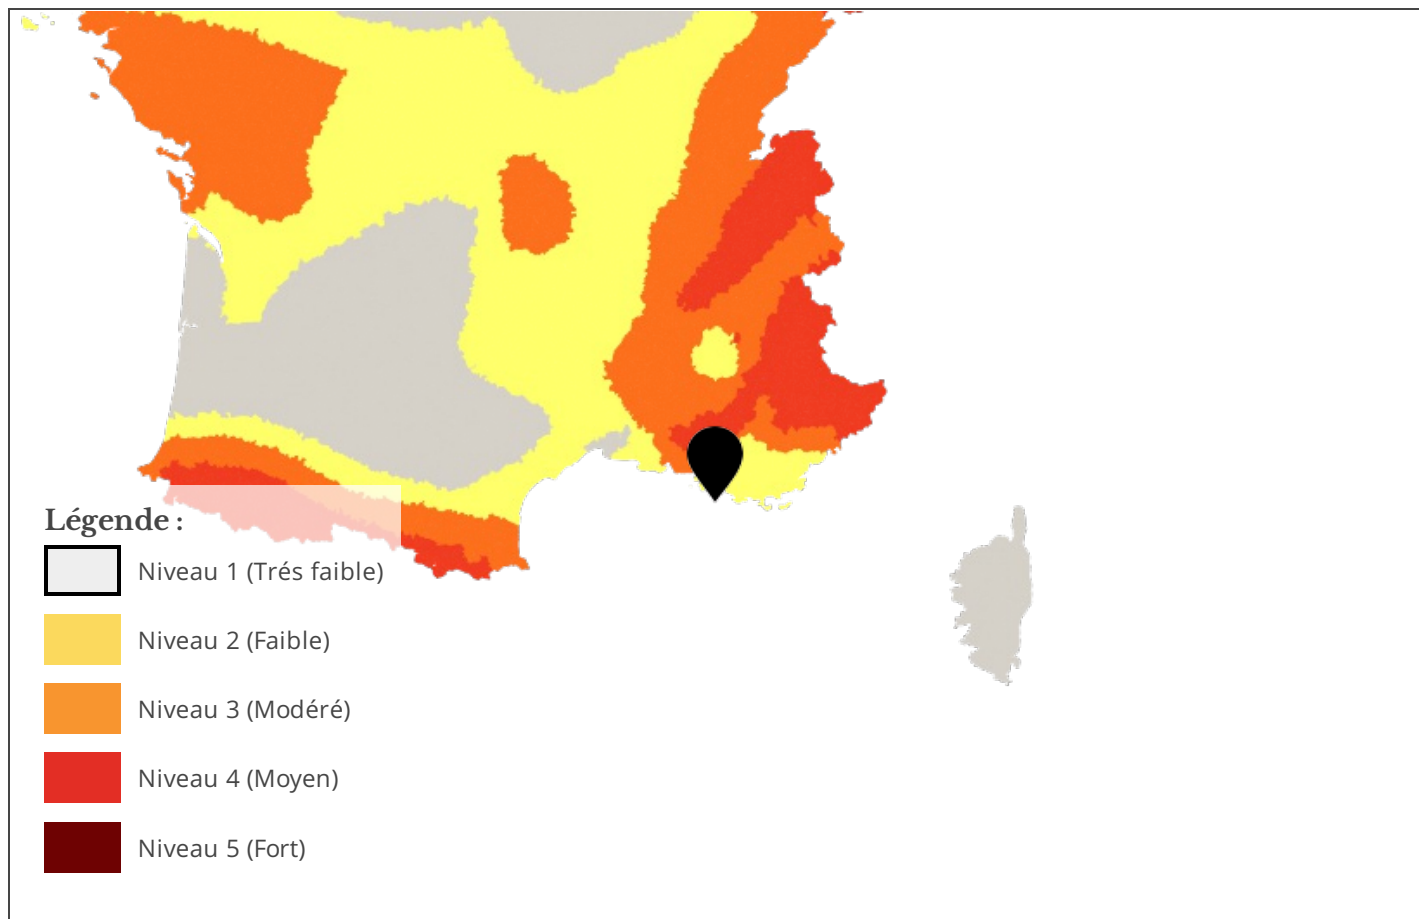 Légende :
Niveau 1 (Trés faible)
Niveau 2 (Faible)
Niveau 3 (Modéré)
Niveau 4 (Moyen)
Niveau 5 (Fort)